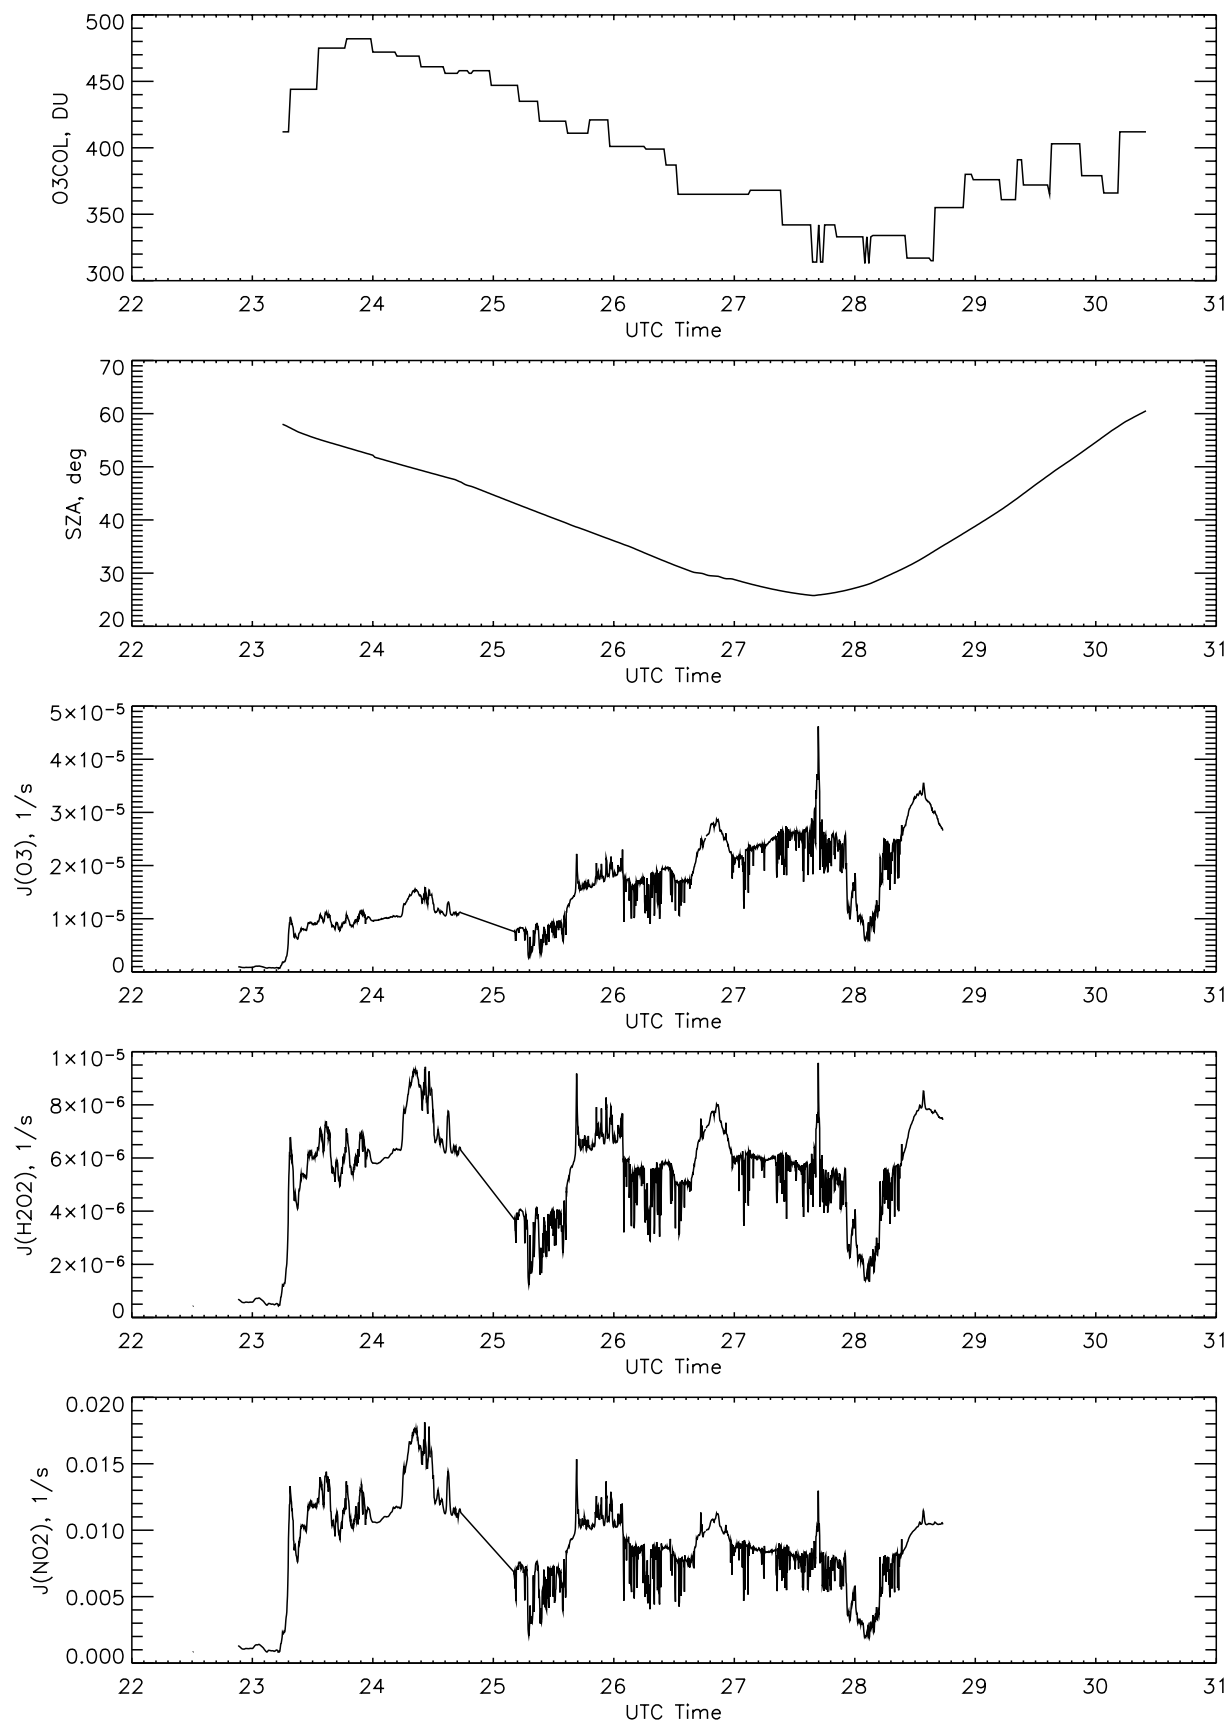 500
450
400
350
300
O3COL, DU
22 23 24 25 26 27 28 29 30 31
UTC Time
70
60
50
40
30
20
SZA, deg
22 23 24 25 26 27 28 29 30 31
UTC Time
5×10⁻⁵
4×10⁻⁵
3×10⁻⁵
2×10⁻⁵
1×10⁻⁵
0
J(O3), 1/s
22 23 24 25 26 27 28 29 30 31
UTC Time
1×10⁻⁵
8×10⁻⁶
6×10⁻⁶
4×10⁻⁶
2×10⁻⁶
0
J(H2O2), 1/s
22 23 24 25 26 27 28 29 30 31
UTC Time
0.020
0.015
0.010
0.005
0.000
J(NO2), 1/s
22 23 24 25 26 27 28 29 30 31
UTC Time